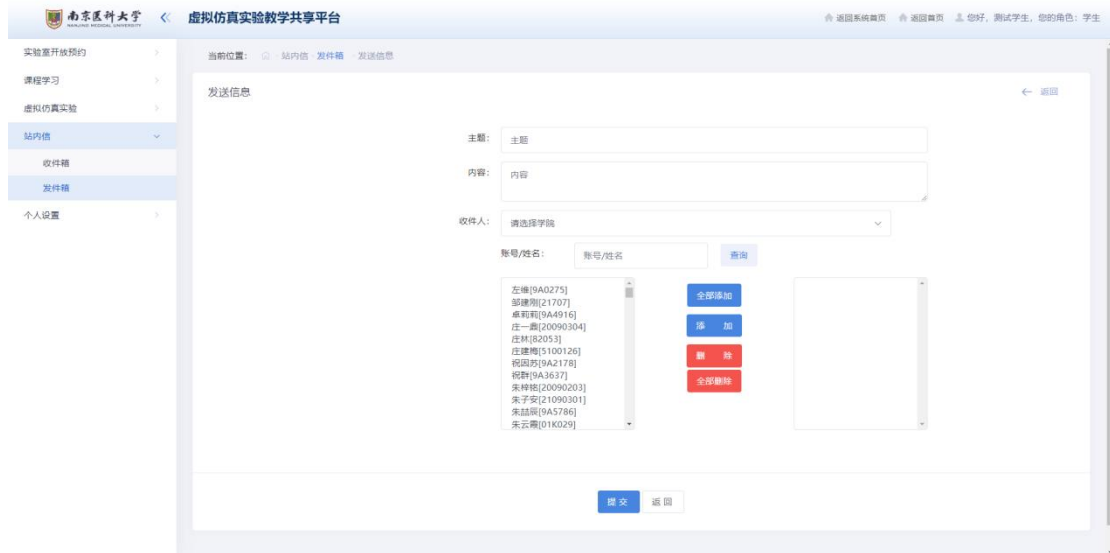 南京医科大学
NANJING MEDICAL UNIVERSITY
虚拟仿真实验教学共享平台
返回系统首页 返回首页 您好, 测试学生, 您的角色: 学生
实验室开放预约
课程学习
虚拟仿真实验
站内信
收件箱
发件箱
个人设置
当前位置: 站内信 发件箱 发送信息
发送信息
返回
主题: 主题
内容: 内容
收件人: 请选择学院
账号/姓名: 账号/姓名 查询
左维[9A0275]
邹建刚[21707]
卓莉莉[9A4916]
庄一鼎[20090304]
庄林[82053]
庄建梅[5100126]
祝因苏[9A2178]
祝群[9A3637]
朱梓铭[20090203]
朱子安[21090301]
朱喆辰[9A5786]
朱云霞[01K029]
全部添加
添 加
删 除
全部删除
提交 返回